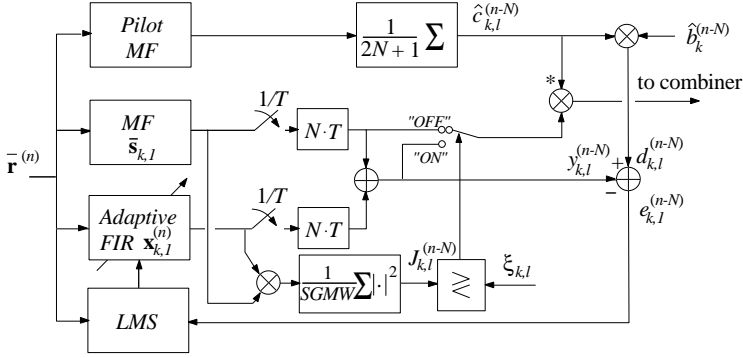 Pilot
MF
1
2N+1
Σ
ĉ_{k,l}^{(n-N)}
b̂_k^{(n-N)}
*
to combiner
MF
s̄_{k,l}
1/T
N·T
"OFF"
"ON"
r̄^{(n)}
y_{k,l}^{(n-N)}
+
d_{k,l}^{(n-N)}
−
e_{k,l}^{(n-N)}
Adaptive
FIR x_{k,l}^{(n)}
1/T
N·T
1
SGMW
Σ|·|²
J_{k,l}^{(n-N)}
≷
ξ_{k,l}
LMS